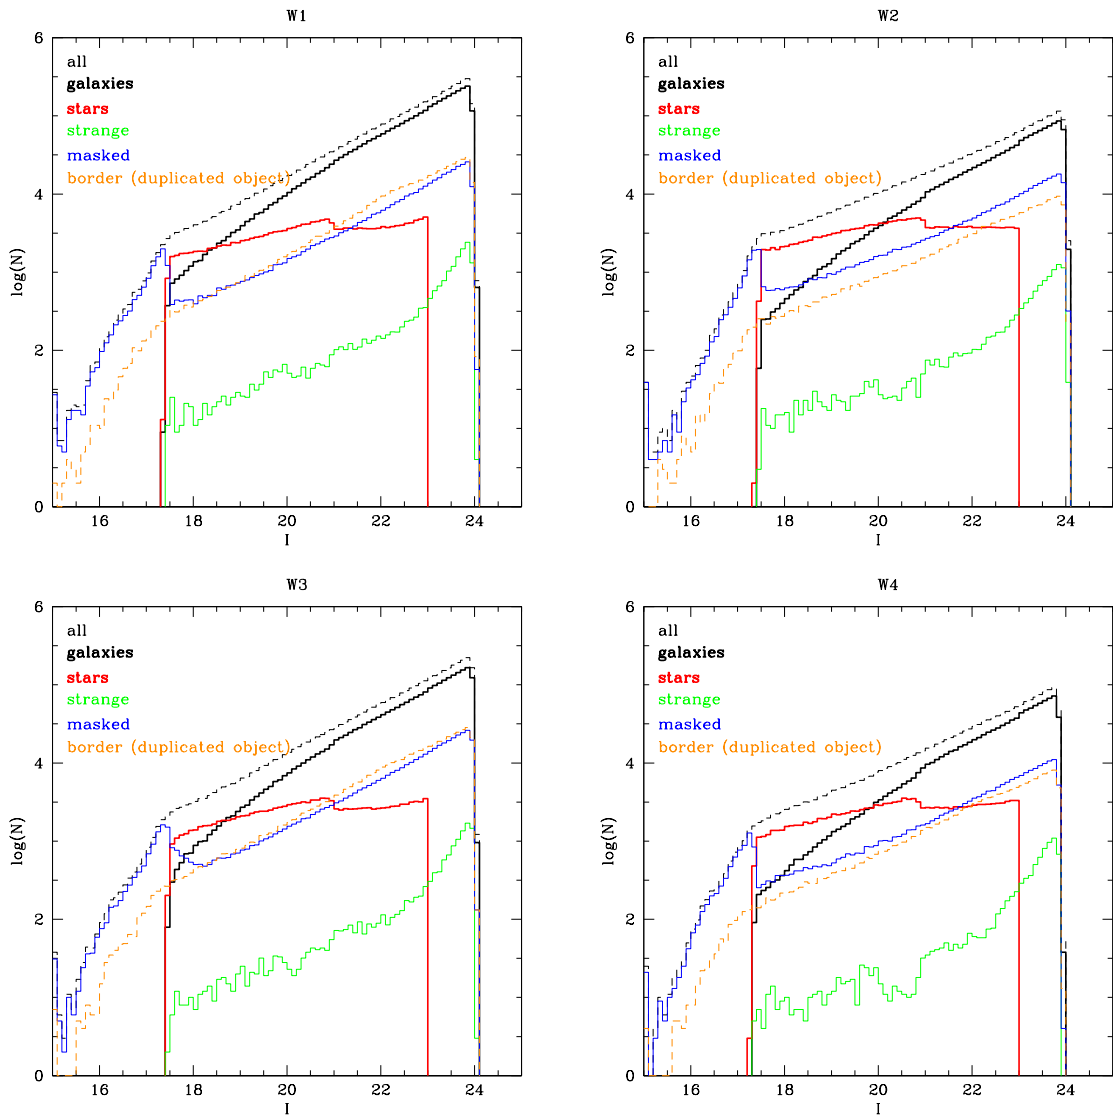 W1
6
all
galaxies
stars
strange
masked
border (duplicated object)
4
log(N)
2
0
16 18 20 22 24
I
W2
6
all
galaxies
stars
strange
masked
border (duplicated object)
4
log(N)
2
0
16 18 20 22 24
I
W3
6
all
galaxies
stars
strange
masked
border (duplicated object)
4
log(N)
2
0
16 18 20 22 24
I
W4
6
all
galaxies
stars
strange
masked
border (duplicated object)
4
log(N)
2
0
16 18 20 22 24
I